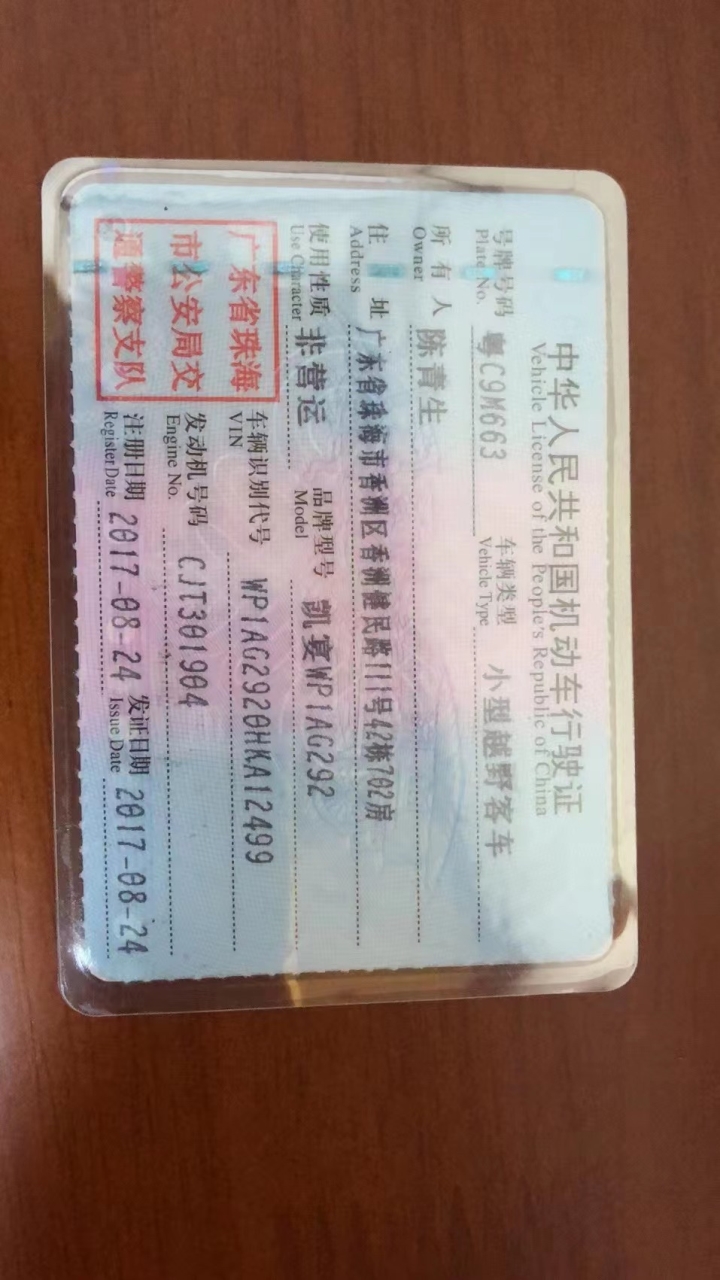 中华人民共和国机动车行驶证
Vehicle License of the People's Republic of China
号牌号码 粤C9M663 车辆类型 小型越野客车
Plate No. Vehicle Type
所有人 陈青生
Owner
住址 广东省珠海市香洲区香洲健民路111号42栋702房
Address
使用性质 非营运 品牌型号 凯宴WP1AG292
Use Character Model
广东省珠海
市公安局交
通警察支队
车辆识别代号 WP1AG2920HKA12499
VIN
发动机号码 CJT301904
Engine No.
注册日期 2017-08-24 发证日期 2017-08-24
Register Date Issue Date